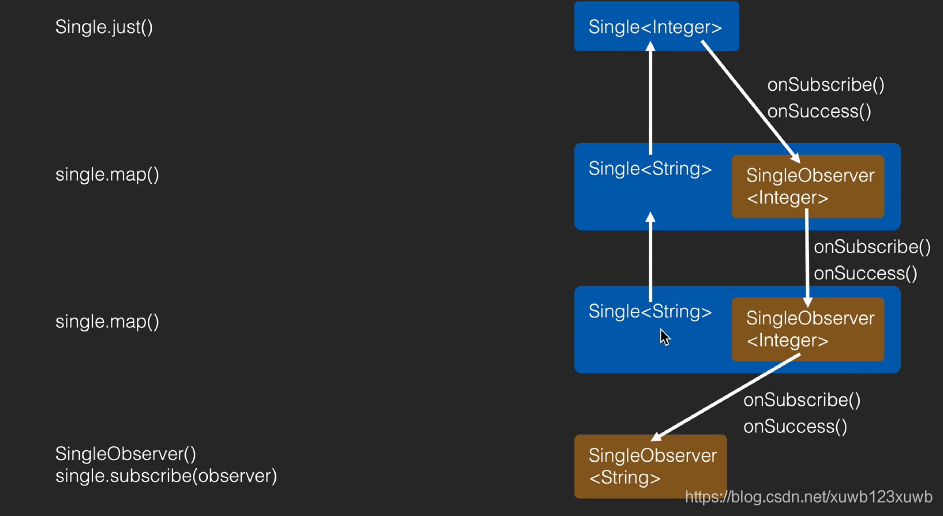 Single.just()
Single<Integer>
onSubscribe()
onSuccess()
single.map()
Single<String>
SingleObserver
<Integer>
onSubscribe()
onSuccess()
single.map()
Single<String>
SingleObserver
<Integer>
onSubscribe()
onSuccess()
SingleObserver()
single.subscribe(observer)
SingleObserver
<String>
https://blog.csdn.net/xuwb123xuwb